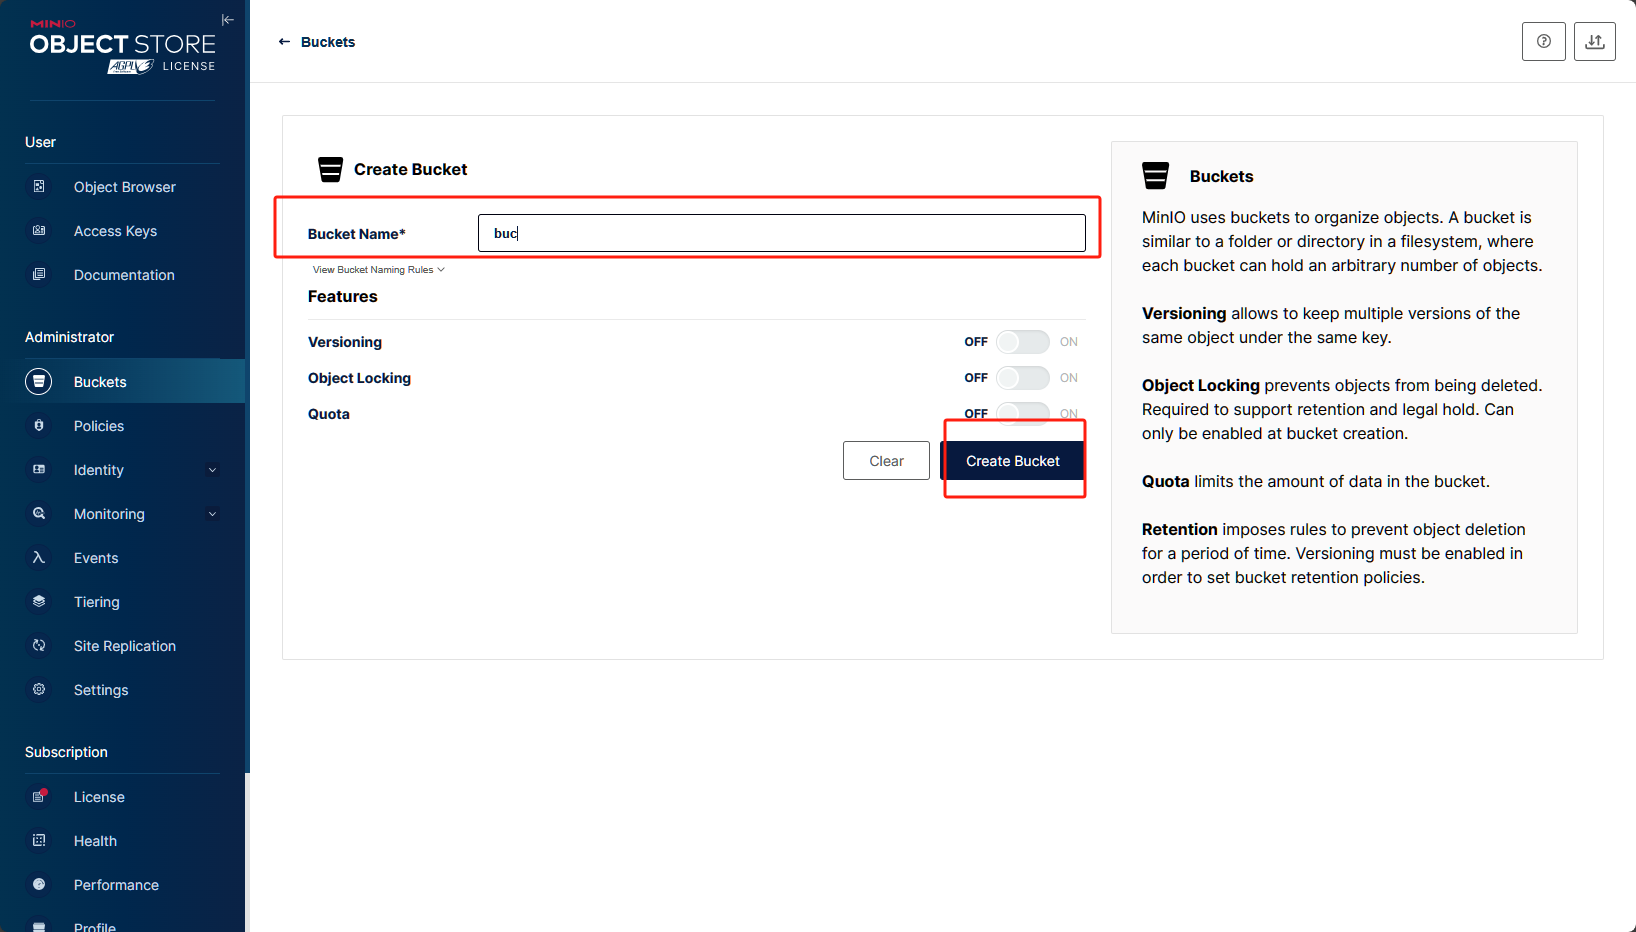 MINIO
OBJECT STORE
AGPL V3 LICENSE
User
Object Browser
Access Keys
Documentation
Administrator
Buckets
Policies
Identity
Monitoring
Events
Tiering
Site Replication
Settings
Subscription
License
Health
Performance
Profile
← Buckets
Create Bucket
Bucket Name*
buc
View Bucket Naming Rules
Features
Versioning
OFF ON
Object Locking
OFF ON
Quota
OFF ON
Clear
Create Bucket
Buckets
MinIO uses buckets to organize objects. A bucket is
similar to a folder or directory in a filesystem, where
each bucket can hold an arbitrary number of objects.
Versioning allows to keep multiple versions of the
same object under the same key.
Object Locking prevents objects from being deleted.
Required to support retention and legal hold. Can
only be enabled at bucket creation.
Quota limits the amount of data in the bucket.
Retention imposes rules to prevent object deletion
for a period of time. Versioning must be enabled in
order to set bucket retention policies.